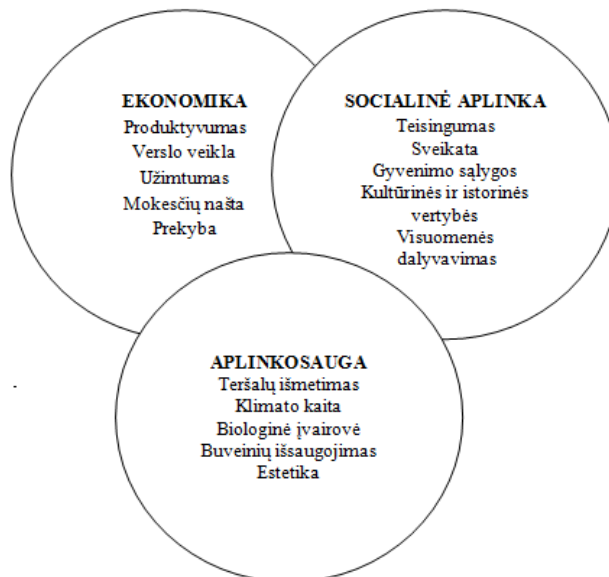 EKONOMIKA
Produktyvumas
Verslo veikla
Užimtumas
Mokesčių našta
Prekyba
SOCIALINĖ APLINKA
Teisingumas
Sveikata
Gyvenimo sąlygos
Kultūrinės ir istorinės
vertybės
Visuomenės
dalyvavimas
APLINKOSAUGA
Teršalų išmetimas
Klimato kaita
Biologinė įvairovė
Buveinių išsaugojimas
Estetika